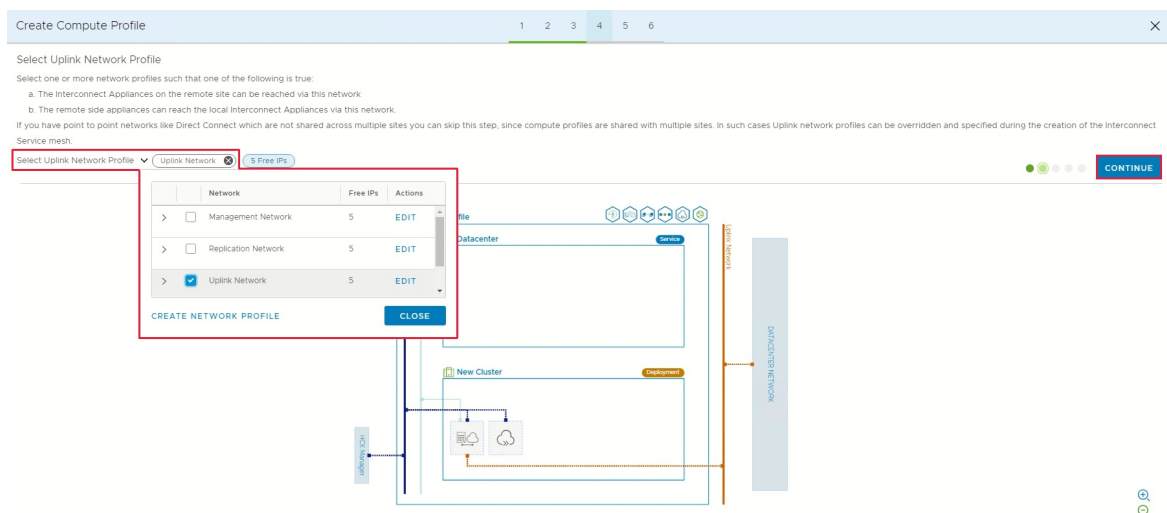 Create Compute Profile
1 2 3 4 5 6
Select Uplink Network Profile
Select one or more network profiles such that one of the following is true:
a. The Interconnect Appliances on the remote site can be reached via this network
b. The remote side appliances can reach the local Interconnect Appliances via this network.
If you have point to point networks like Direct Connect which are not shared across multiple sites you can skip this step, since compute profiles are shared with multiple sites. In such cases Uplink network profiles can be overridden and specified during the creation of the Interconnect
Service mesh.
Select Uplink Network Profile Uplink Network 5 Free IPs
CONTINUE
Network Free IPs Actions
Management Network 5 EDIT
Replication Network 5 EDIT
Uplink Network 5 EDIT
CREATE NETWORK PROFILE CLOSE
file
Datacenter Service
Uplink Network
DATACENTER NETWORK
New Cluster Deployment
HCX Manager